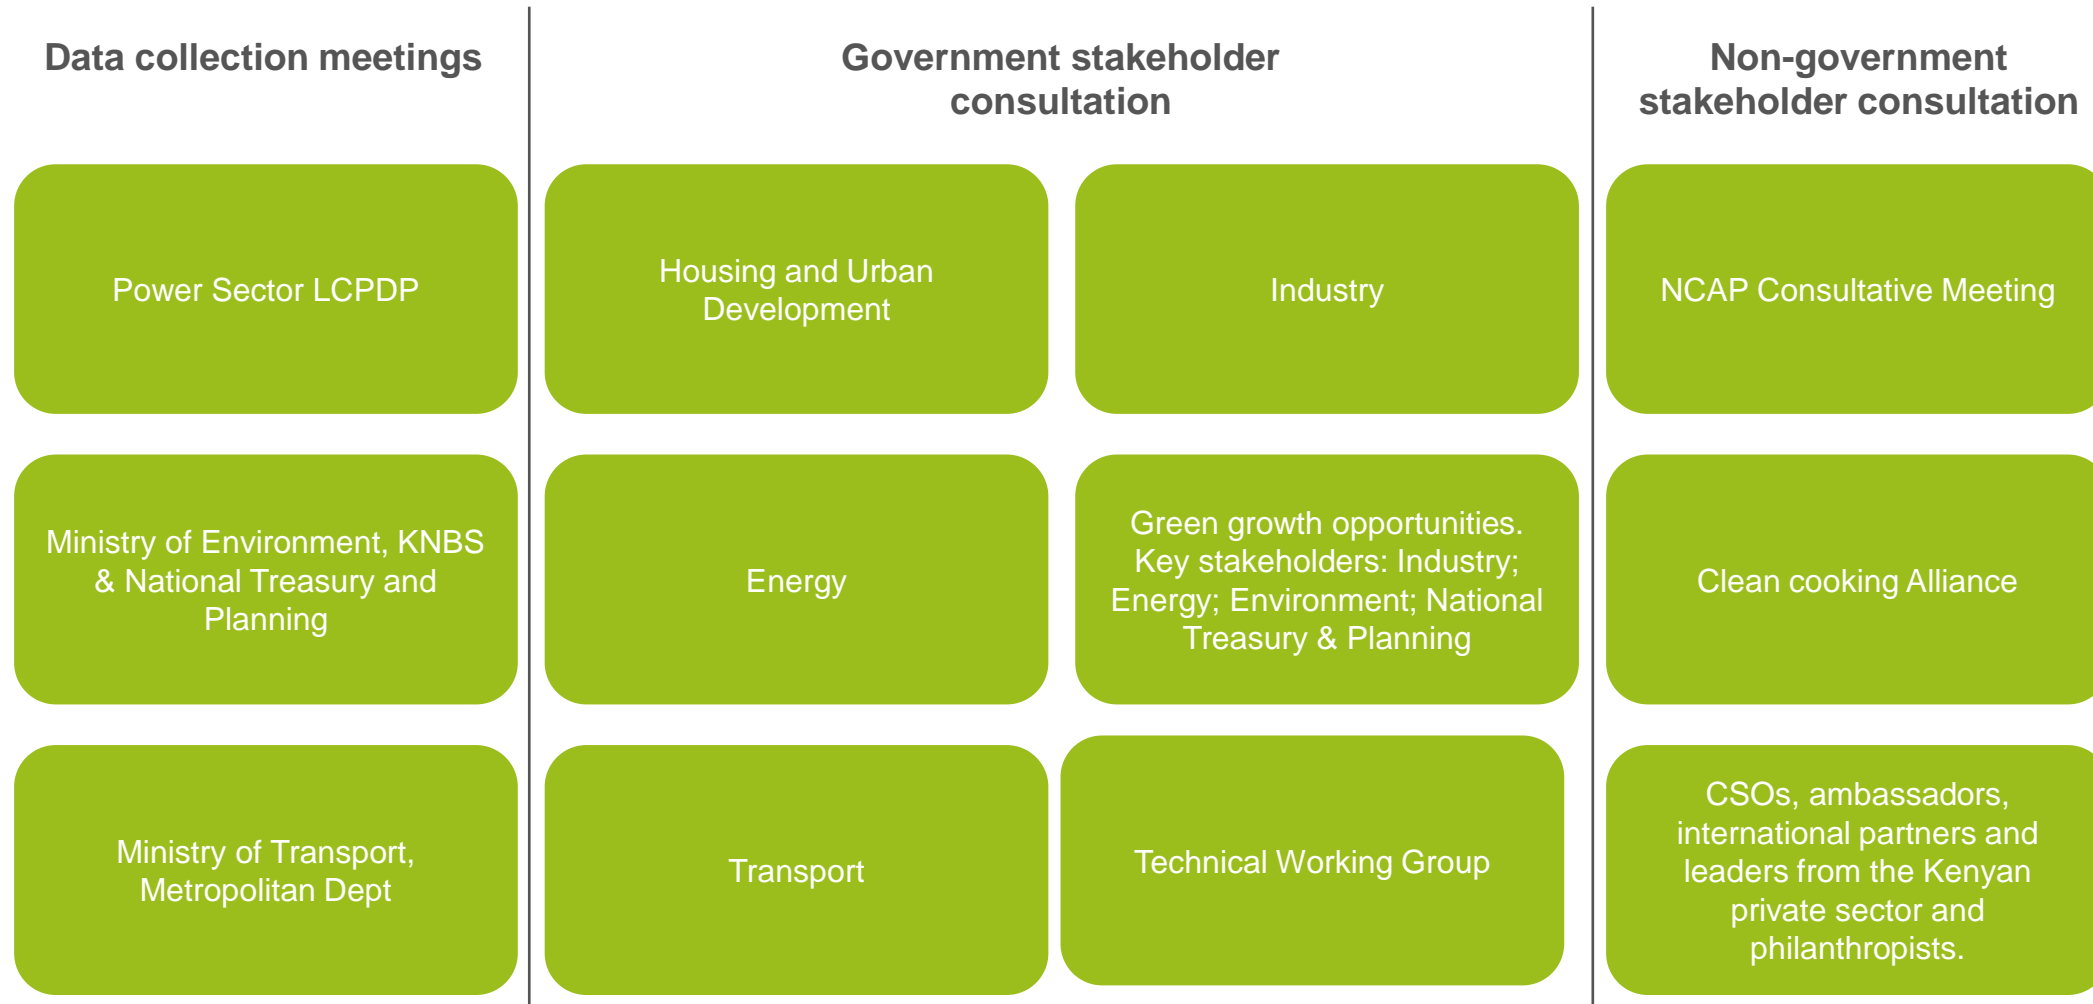 Data collection meetings
Power Sector LCPDP
Ministry of Environment, KNBS
& National Treasury and
Planning
Ministry of Transport,
Metropolitan Dept
Government stakeholder
consultation
Housing and Urban
Development
Industry
Energy
Green growth opportunities.
Key stakeholders: Industry;
Energy; Environment; National
Treasury & Planning
Transport
Technical Working Group
Non-government
stakeholder consultation
NCAP Consultative Meeting
Clean cooking Alliance
CSOs, ambassadors,
international partners and
leaders from the Kenyan
private sector and
philanthropists.